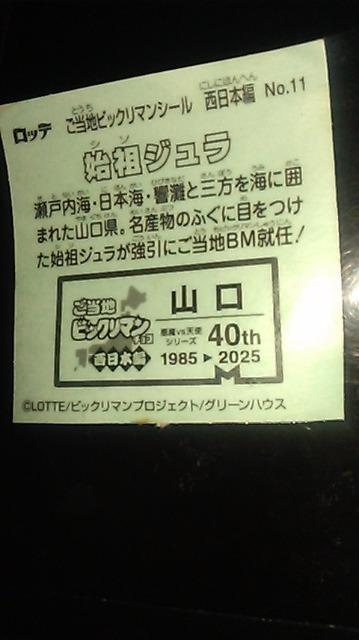 ロッテ ご当地ビックリマンシール 西日本編 No.11
始祖ジュラ
瀬戸内海・日本海・響灘と三方を海に囲
まれた山口県。名産物のふぐに目をつけ
た始祖ジュラが強引にご当地BM就任!
ご当地
ビックリマン
チョコ
西日本編
山口
悪魔VS天使
シリーズ
40th
1985▶2025
©LOTTE/ビックリマンプロジェクト/グリーンハウス